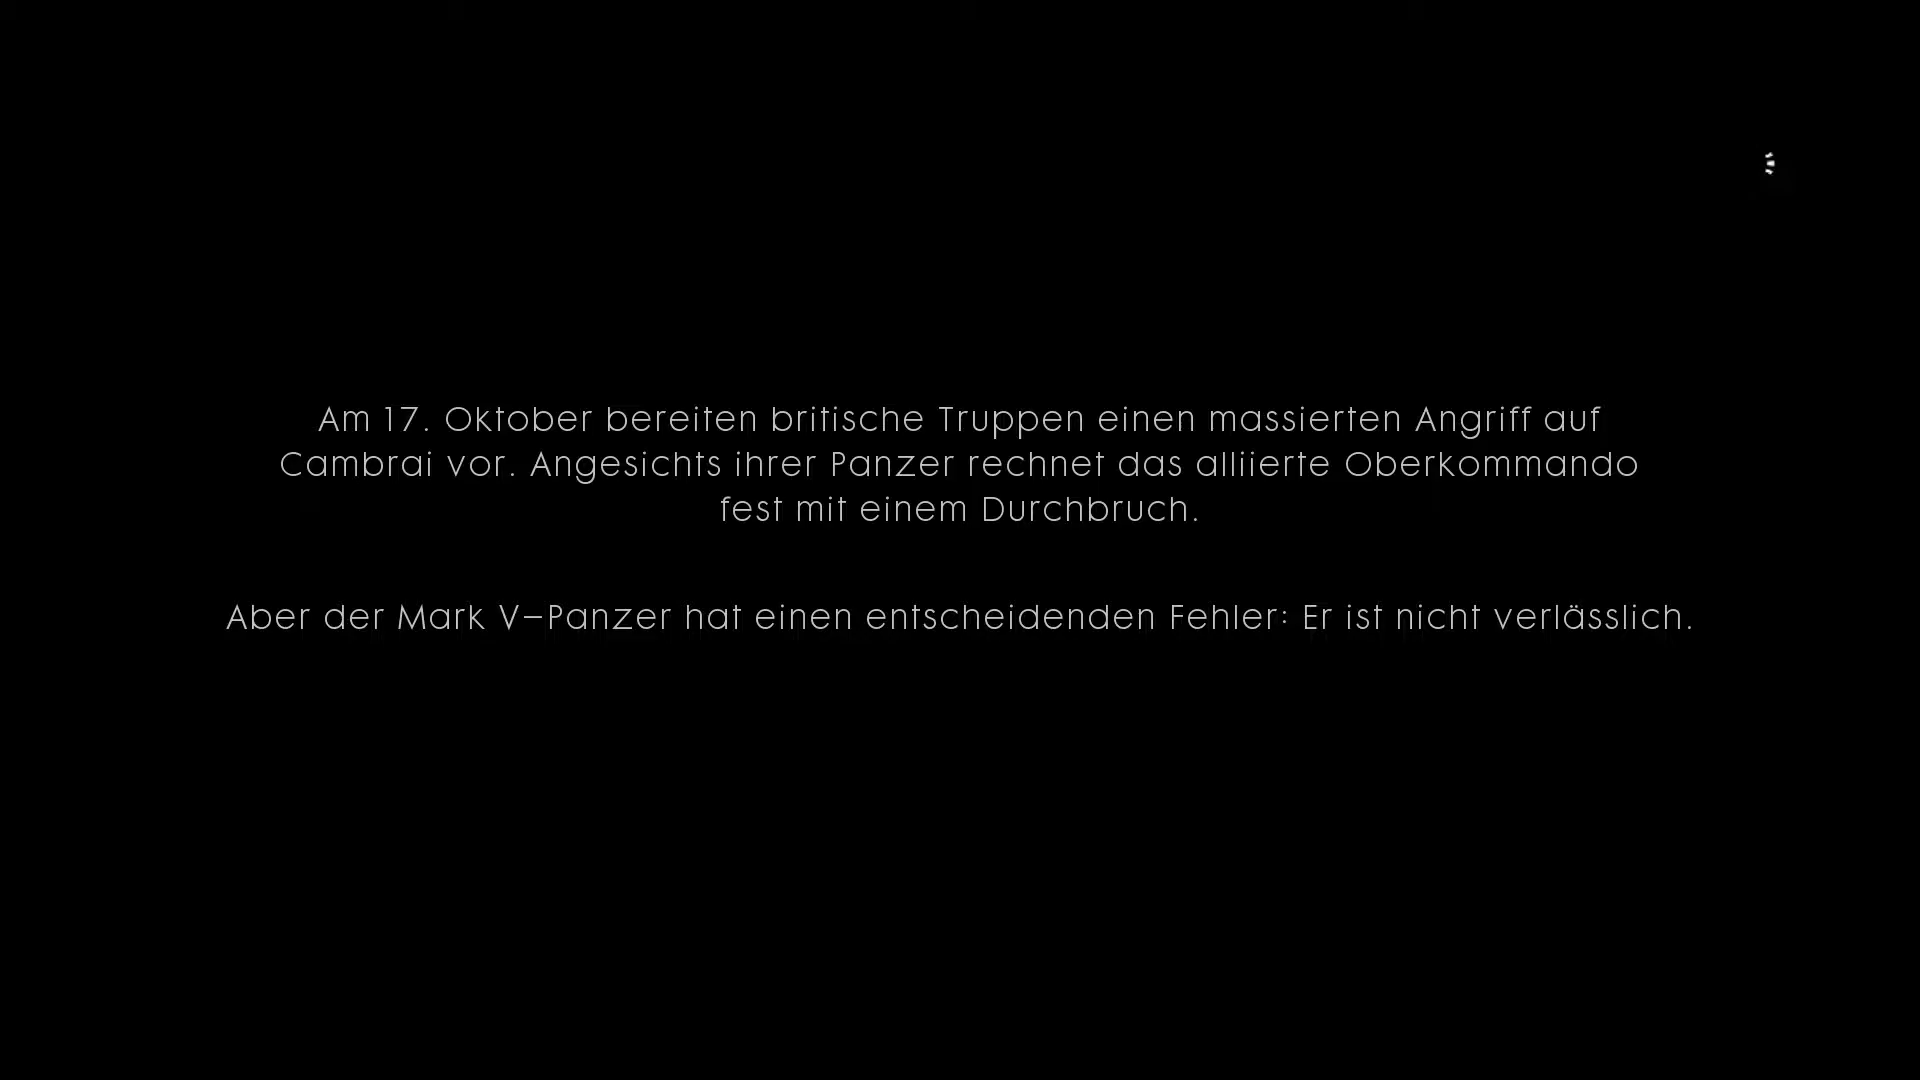 Am 17. Oktober bereiten britische Truppen einen massierten Angriff auf
Cambrai vor. Angesichts ihrer Panzer rechnet das alliierte Oberkommando
fest mit einem Durchbruch.
Aber der Mark V-Panzer hat einen entscheidenden Fehler: Er ist nicht verlässlich.